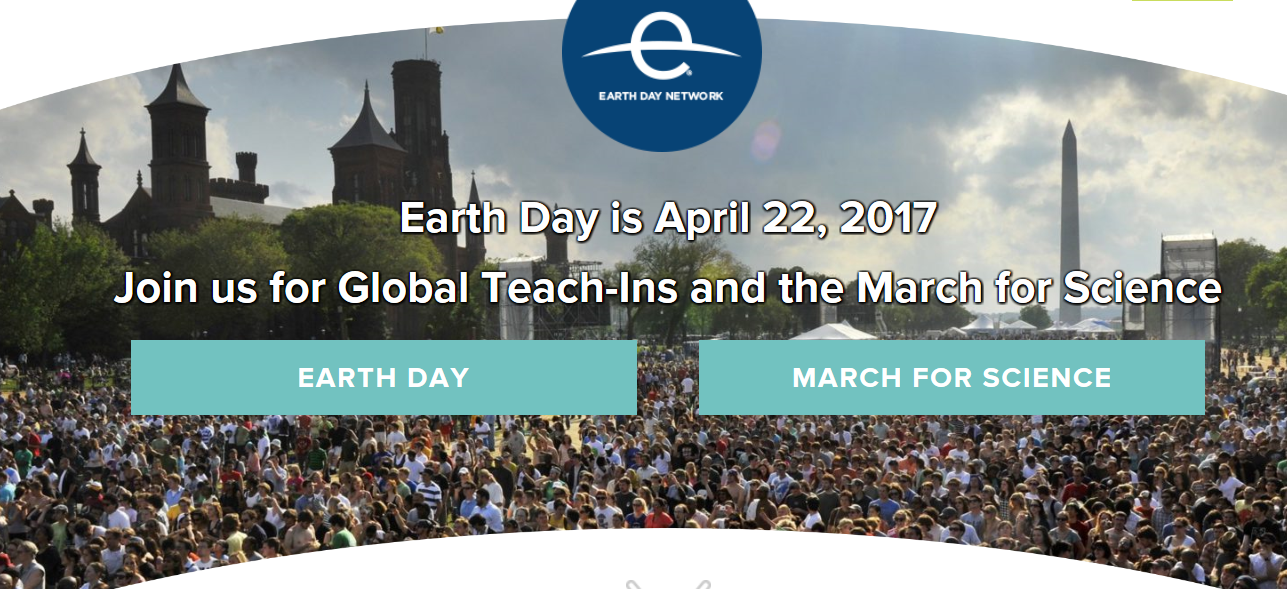 e
EARTH DAY NETWORK
Earth Day is April 22, 2017
Join us for Global Teach-Ins and the March for Science
EARTH DAY
MARCH FOR SCIENCE